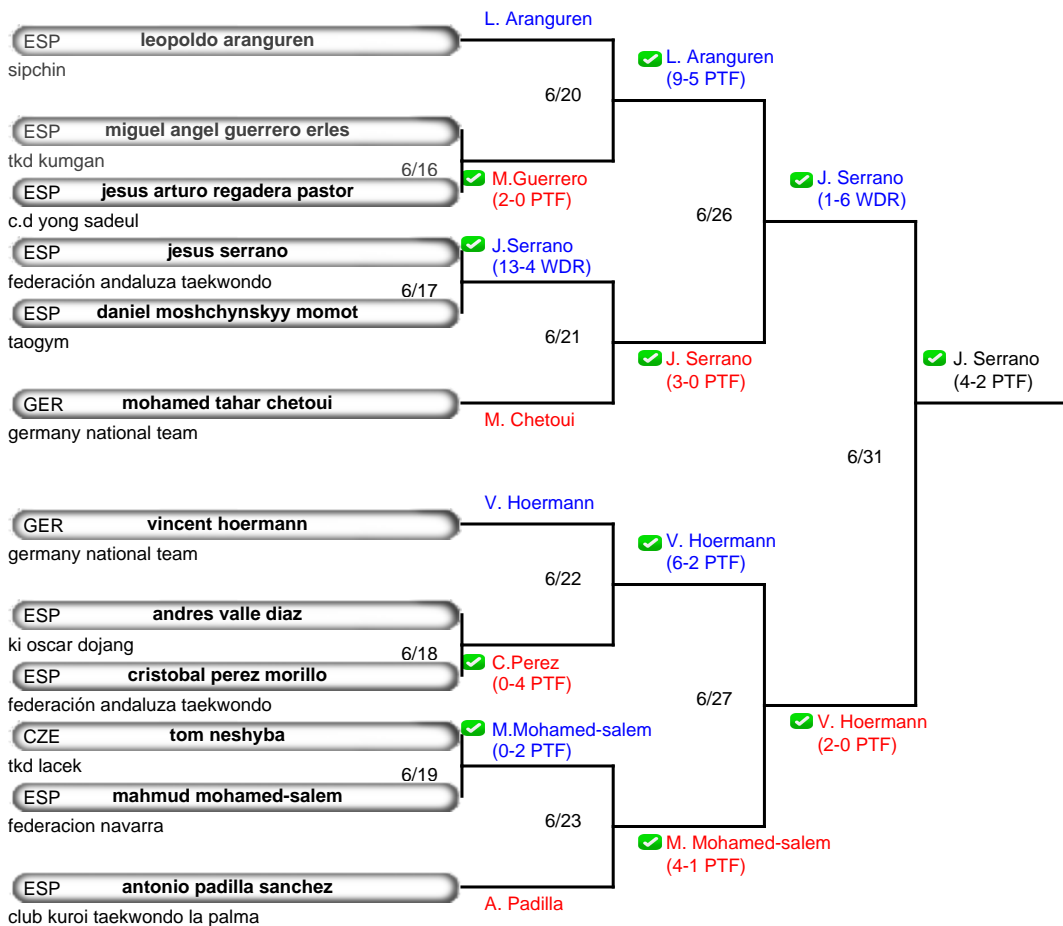 L. Aranguren
ESP leopoldo aranguren
sipchin
L. Aranguren
(9-5 PTF)
6/20
ESP miguel angel guerrero erles
tkd kumgan
6/16
M.Guerrero
(2-0 PTF)
ESP jesus arturo regadera pastor
c.d yong sadeul
J. Serrano
(1-6 WDR)
6/26
ESP jesus serrano
federación andaluza taekwondo
J.Serrano
(13-4 WDR)
6/17
ESP daniel moshchynskyy momot
taogym
6/21
J. Serrano
(3-0 PTF)
J. Serrano
(4-2 PTF)
GER mohamed tahar chetoui
germany national team
M. Chetoui
6/31
V. Hoermann
GER vincent hoermann
germany national team
V. Hoermann
(6-2 PTF)
6/22
ESP andres valle diaz
ki oscar dojang
6/18
C.Perez
(0-4 PTF)
ESP cristobal perez morillo
federación andaluza taekwondo
6/27
V. Hoermann
(2-0 PTF)
CZE tom neshyba
tkd lacek
M.Mohamed-salem
(0-2 PTF)
6/19
ESP mahmud mohamed-salem
federacion navarra
6/23
M. Mohamed-salem
(4-1 PTF)
ESP antonio padilla sanchez
club kuroi taekwondo la palma
A. Padilla